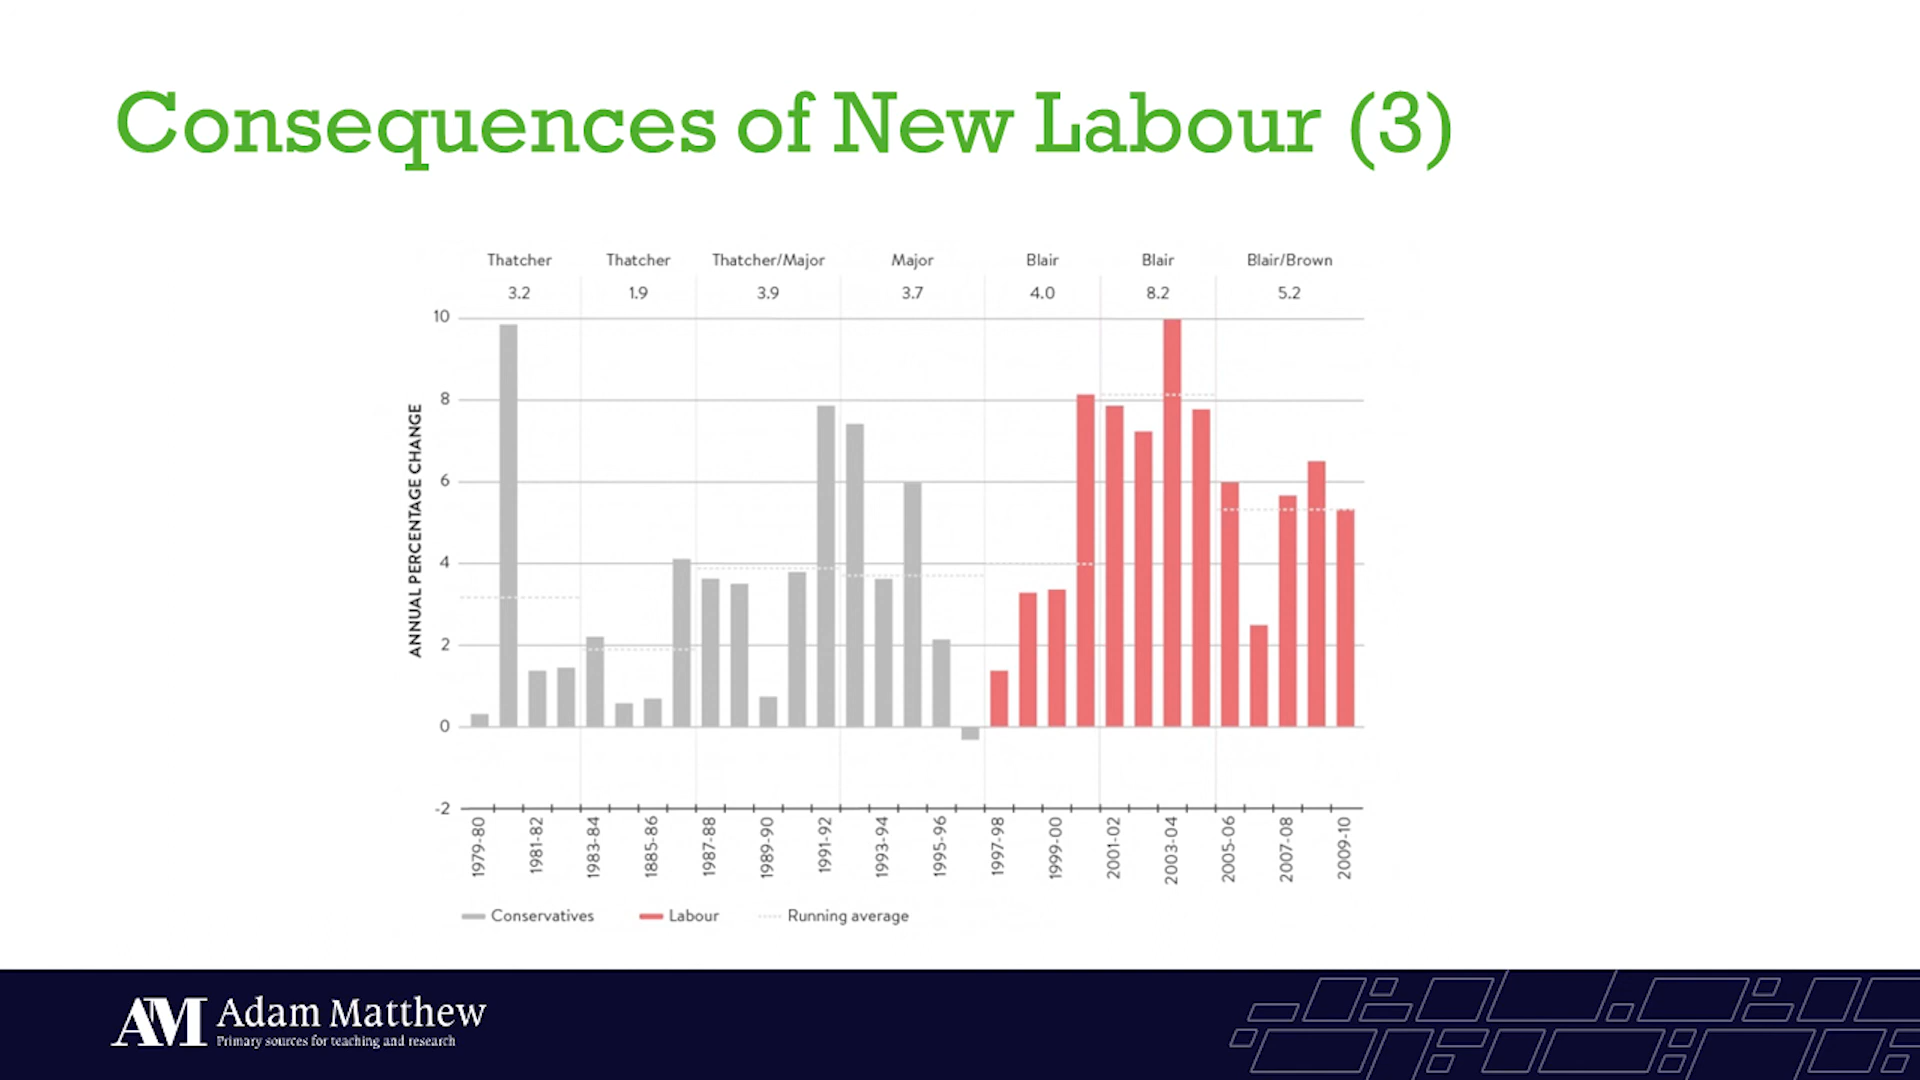 Consequences of New Labour (3)
Thatcher Thatcher Thatcher/Major Major Blair Blair Blair/Brown
3.2 1.9 3.9 3.7 4.0 8.2 5.2
ANNUAL PERCENTAGE CHANGE
10
8
6
4
2
0
-2
1979-80 1981-82 1983-84 1885-86 1987-88 1989-90 1991-92 1993-94 1995-96 1997-98 1999-00 2001-02 2003-04 2005-06 2007-08 2009-10
Conservatives Labour Running average
AM Adam Matthew
Primary sources for teaching and research